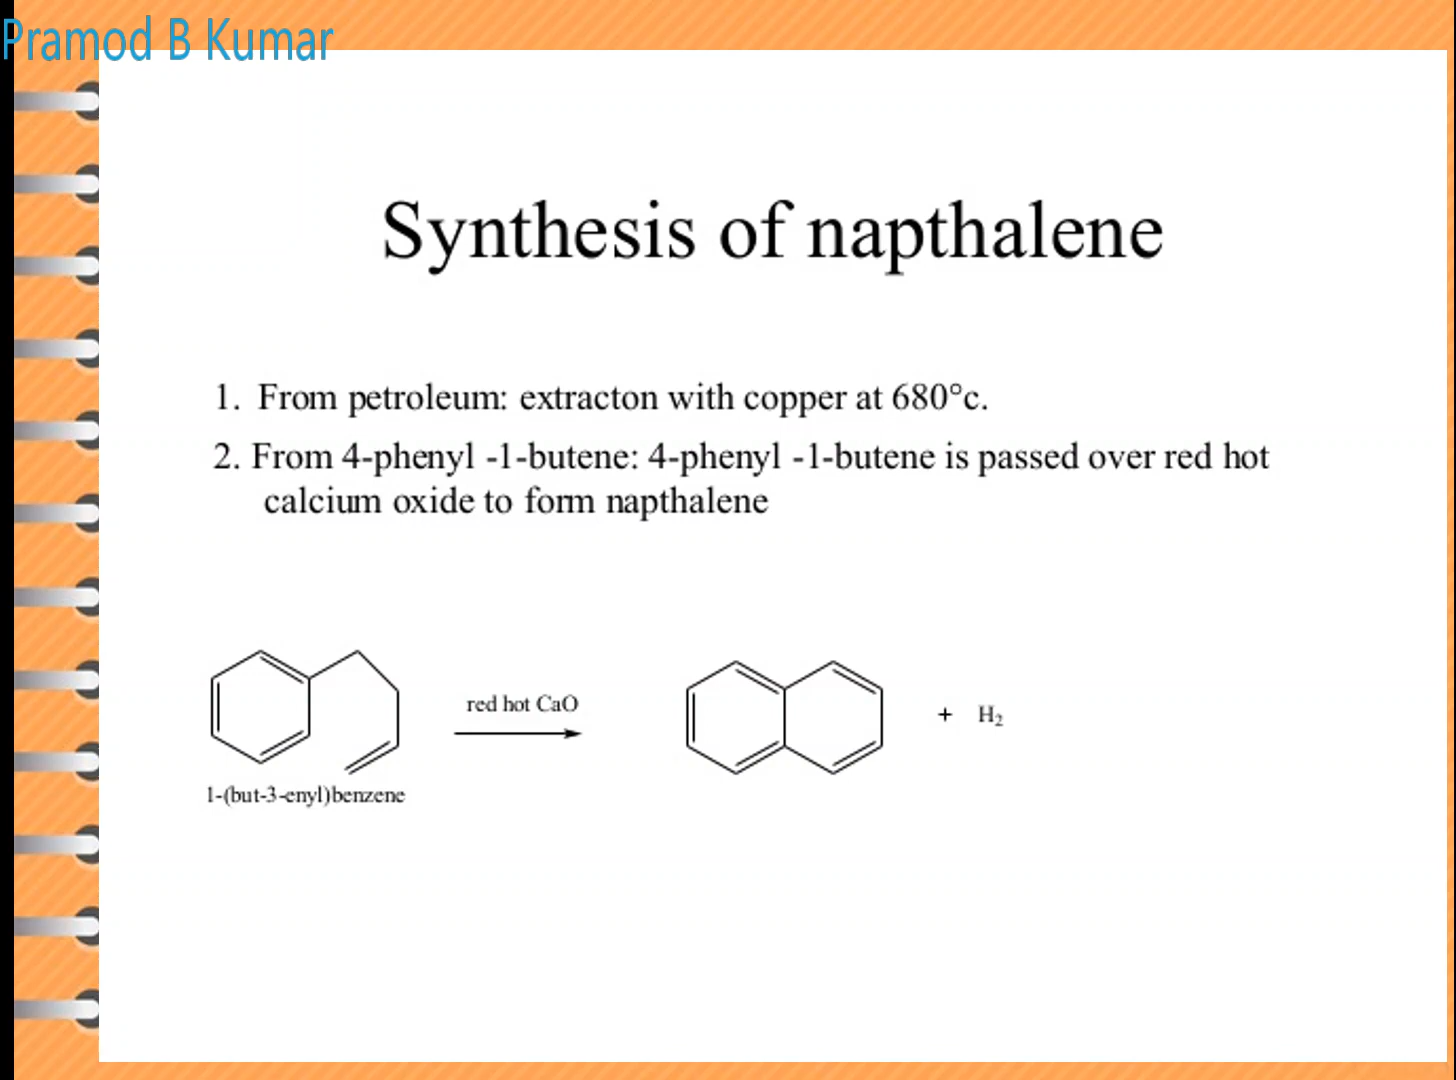 Pramod B Kumar
Synthesis of napthalene
1. From petroleum: extracton with copper at 680°c.
2. From 4-phenyl -1-butene: 4-phenyl -1-butene is passed over red hot
calcium oxide to form napthalene
red hot CaO
+ H₂
1-(but-3-enyl)benzene